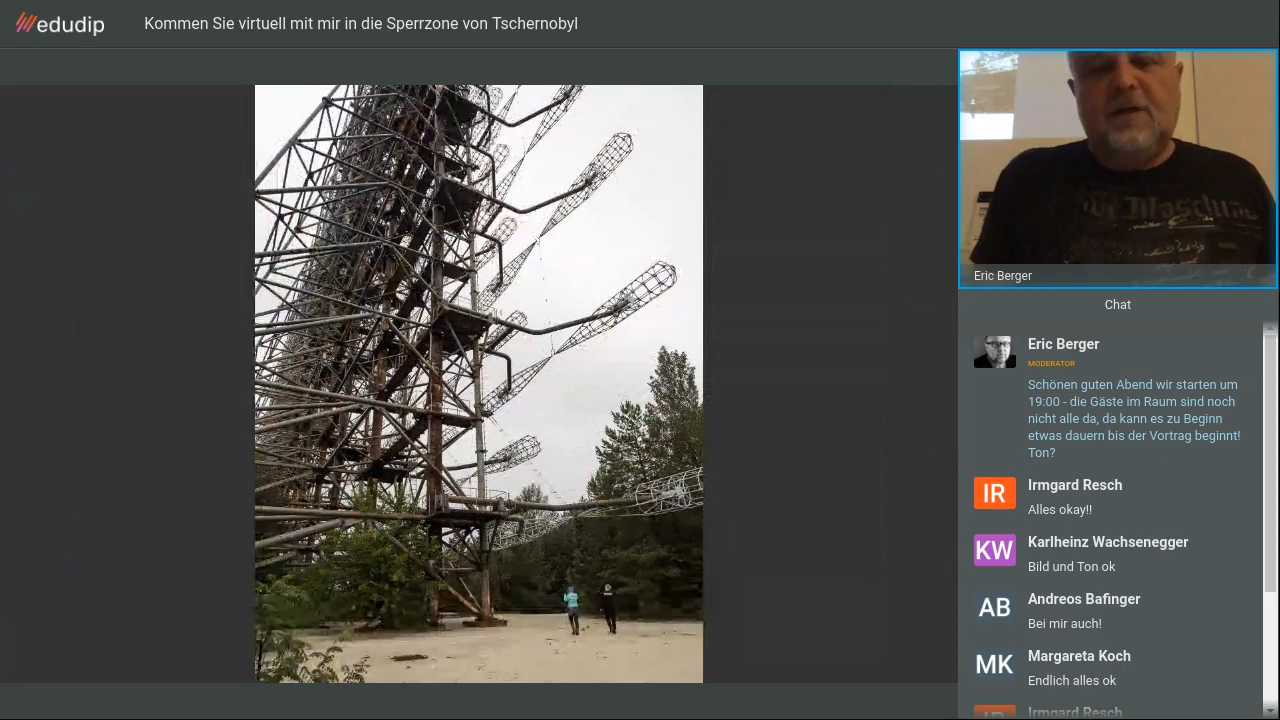 edudip
Kommen Sie virtuell mit mir in die Sperrzone von Tschernobyl
Eric Berger
Chat
Eric Berger
MODERATOR
Schönen guten Abend wir starten um
19:00 - die Gäste im Raum sind noch
nicht alle da, da kann es zu Beginn
etwas dauern bis der Vortrag beginnt!
Ton?
IR
Irmgard Resch
Alles okay!!
KW
Karlheinz Wachsenegger
Bild und Ton ok
AB
Andreos Bafinger
Bei mir auch!
MK
Margareta Koch
Endlich alles ok
IR
Irmgard Resch